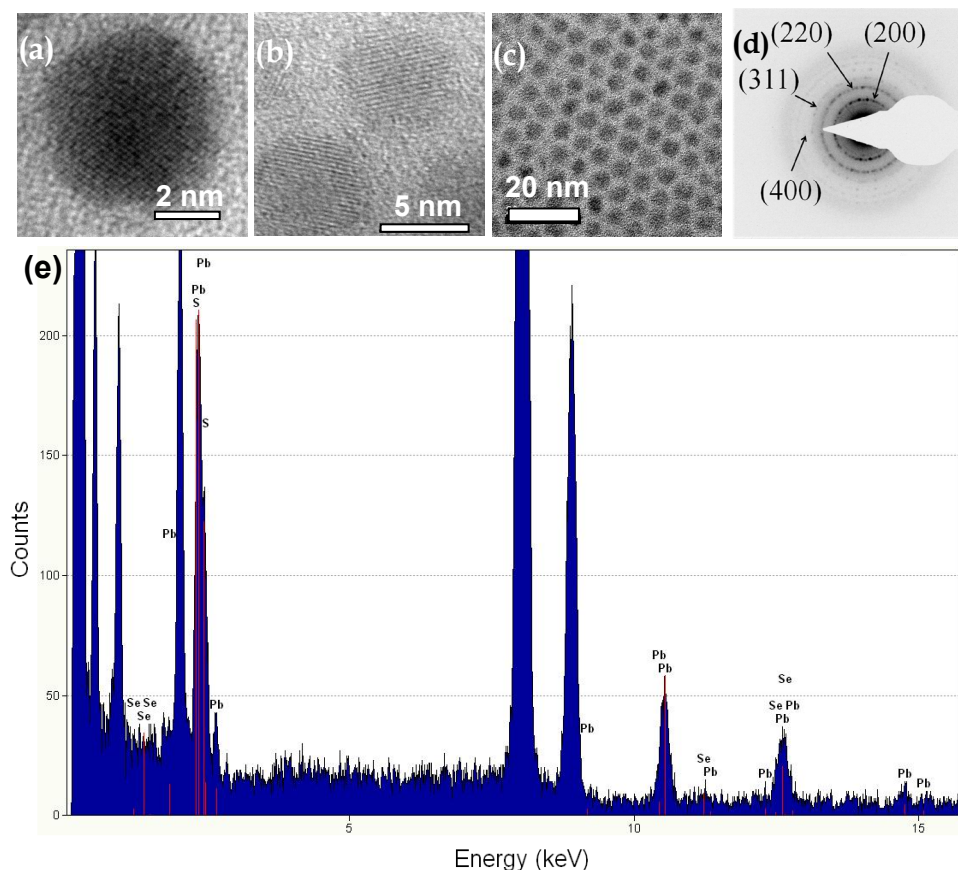 (a)
2 nm
(b)
5 nm
(c)
20 nm
(d)
(220)
(200)
(311)
(400)
(e)
Pb
Pb
S
S
Pb
Se Se
Se
Pb
Pb
Pb
Pb
Se
Pb
Pb
Se
Se Pb
Pb
Pb
Pb
200
150
100
50
0
5
10
15
Counts
Energy (keV)